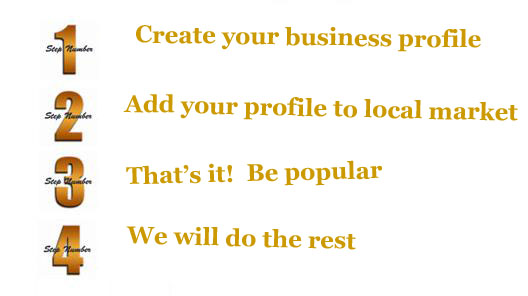 1 Step Number Create your business profile
2 Step Number Add your profile to local market
3 Step Number That’s it! Be popular
4 Step Number We will do the rest